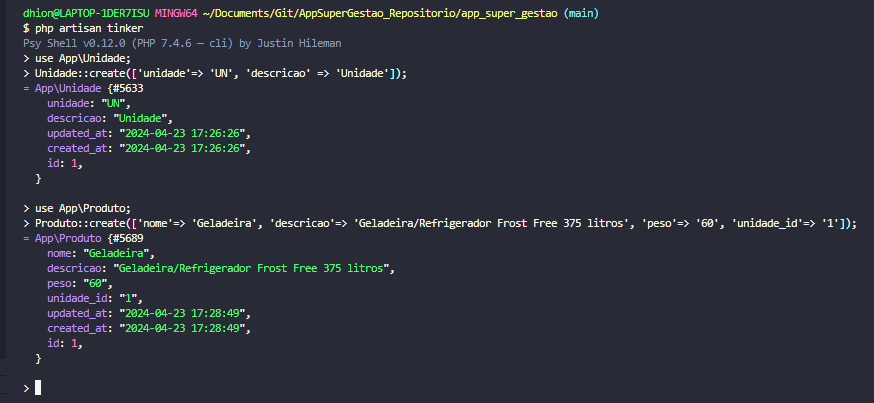 dhion@LAPTOP-1DER7ISU MINGW64 ~/Documents/Git/AppSuperGestao_Repositorio/app_super_gestao (main)
$ php artisan tinker
Psy Shell v0.12.0 (PHP 7.4.6 — cli) by Justin Hileman
> use App\Unidade;
> Unidade::create(['unidade'=> 'UN', 'descricao' => 'Unidade']);
= App\Unidade {#5633
unidade: "UN",
descricao: "Unidade",
updated_at: "2024-04-23 17:26:26",
created_at: "2024-04-23 17:26:26",
id: 1,
}
> use App\Produto;
> Produto::create(['nome'=> 'Geladeira', 'descricao'=> 'Geladeira/Refrigerador Frost Free 375 litros', 'peso'=> '60', 'unidade_id'=> '1']);
= App\Produto {#5689
nome: "Geladeira",
descricao: "Geladeira/Refrigerador Frost Free 375 litros",
peso: "60",
unidade_id: "1",
updated_at: "2024-04-23 17:28:49",
created_at: "2024-04-23 17:28:49",
id: 1,
}
>